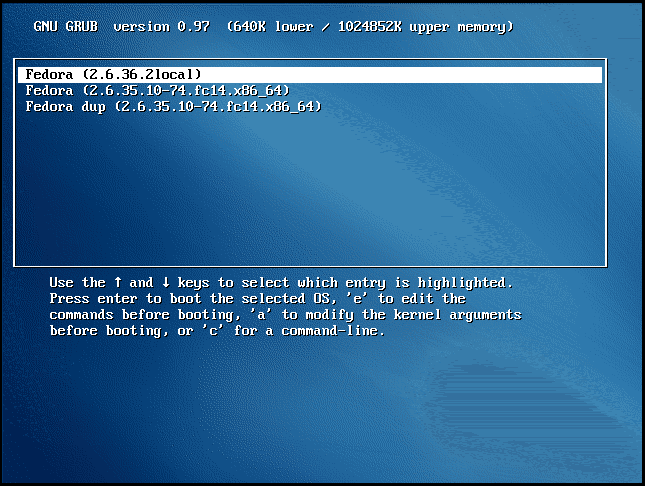 GNU GRUB  version 0.97  (640K lower / 1024852K upper memory)
Fedora (2.6.36.2local)
Fedora (2.6.35.10-74.fc14.x86_64)
Fedora dup (2.6.35.10-74.fc14.x86_64)
Use the ↑ and ↓ keys to select which entry is highlighted.
Press enter to boot the selected OS, 'e' to edit the
commands before booting, 'a' to modify the kernel arguments
before booting, or 'c' for a command-line.